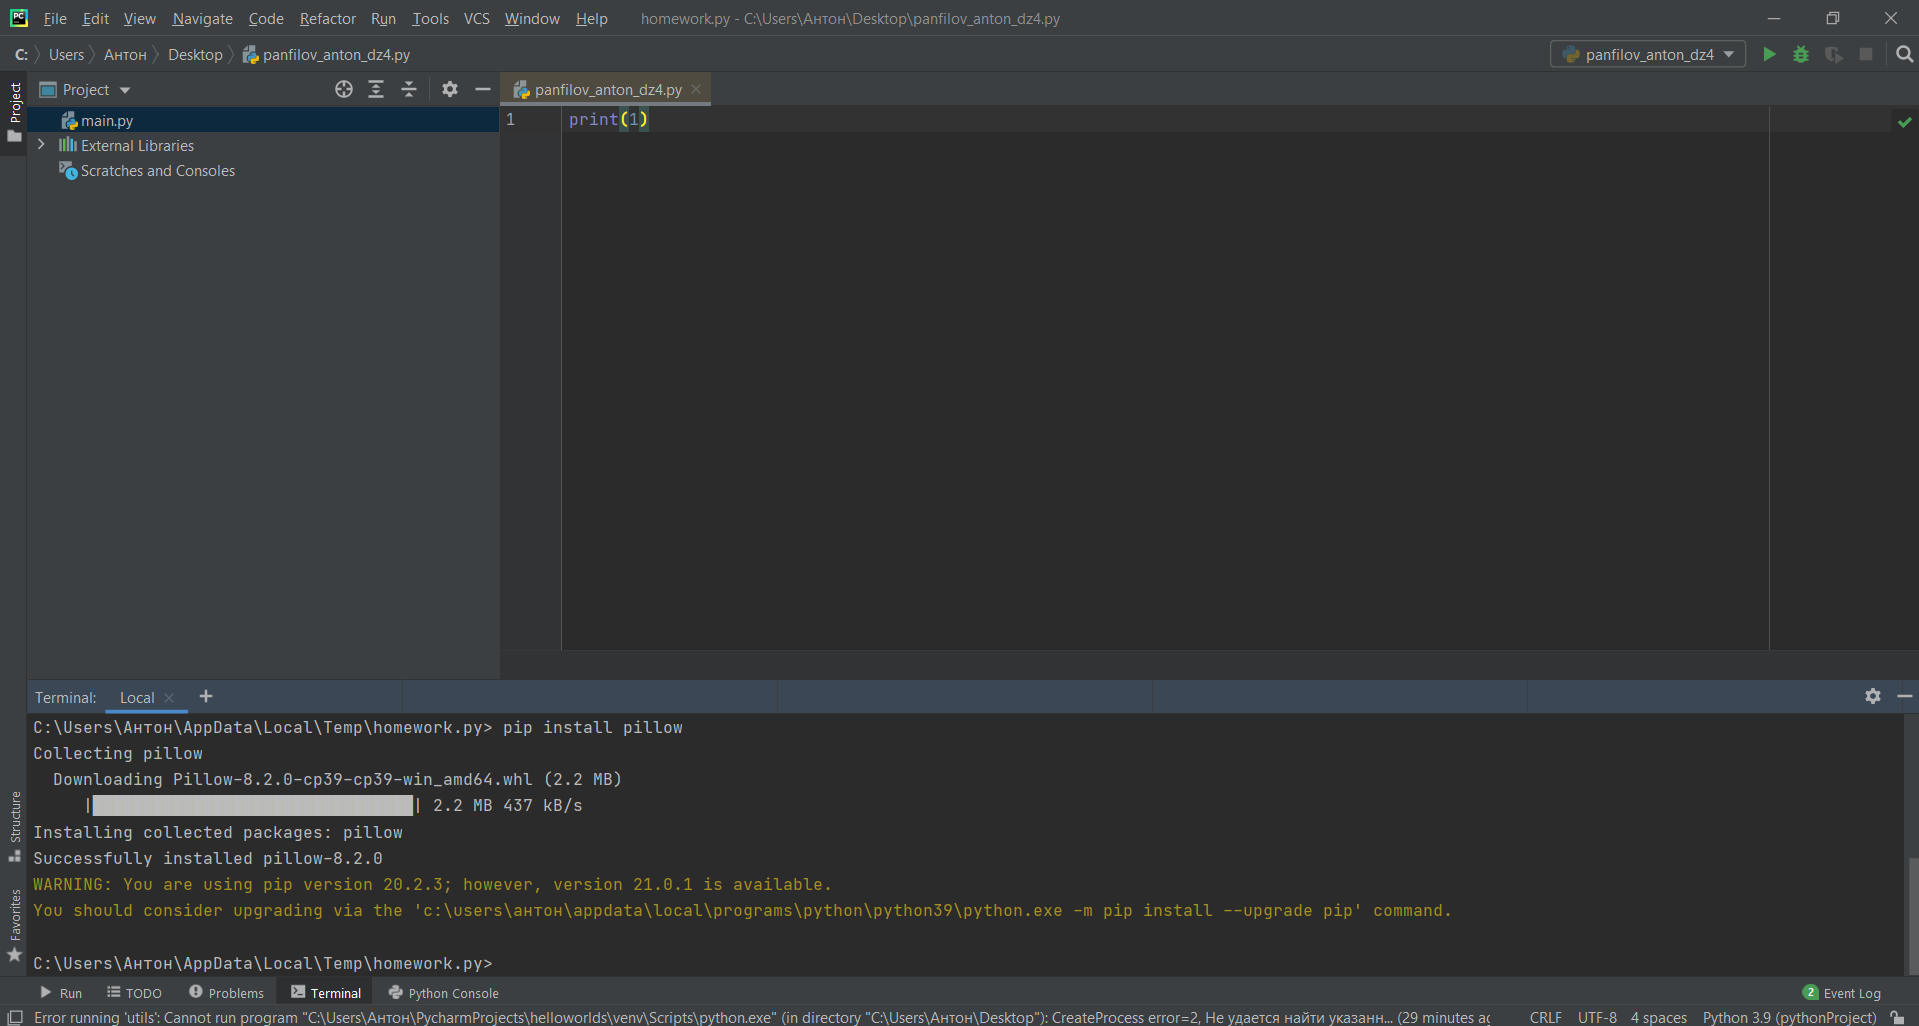 PC File Edit View Navigate Code Refactor Run Tools VCS Window Help homework.py - C:\Users\Антон\Desktop\panfilov_anton_dz4.py
C: Users Антон Desktop panfilov_anton_dz4.py panfilov_anton_dz4
Project
Project
panfilov_anton_dz4.py
main.py
External Libraries
Scratches and Consoles
1 print(1)
Terminal: Local
C:\Users\Антон\AppData\Local\Temp\homework.py> pip install pillow
Collecting pillow
Downloading Pillow-8.2.0-cp39-cp39-win_amd64.whl (2.2 MB)
|████████████████████████████████| 2.2 MB 437 kB/s
Installing collected packages: pillow
Successfully installed pillow-8.2.0
WARNING: You are using pip version 20.2.3; however, version 21.0.1 is available.
You should consider upgrading via the 'c:\users\антон\appdata\local\programs\python\python39\python.exe -m pip install --upgrade pip' command.
C:\Users\Антон\AppData\Local\Temp\homework.py>
Structure
Favorites
Run TODO Problems Terminal Python Console 2 Event Log
Error running 'utils': Cannot run program "C:\Users\Антон\PycharmProjects\helloworlds\venv\Scripts\python.exe" (in directory "C:\Users\Антон\Desktop"): CreateProcess error=2, Не удается найти указанн... (29 minutes ag CRLF UTF-8 4 spaces Python 3.9 (pythonProject)